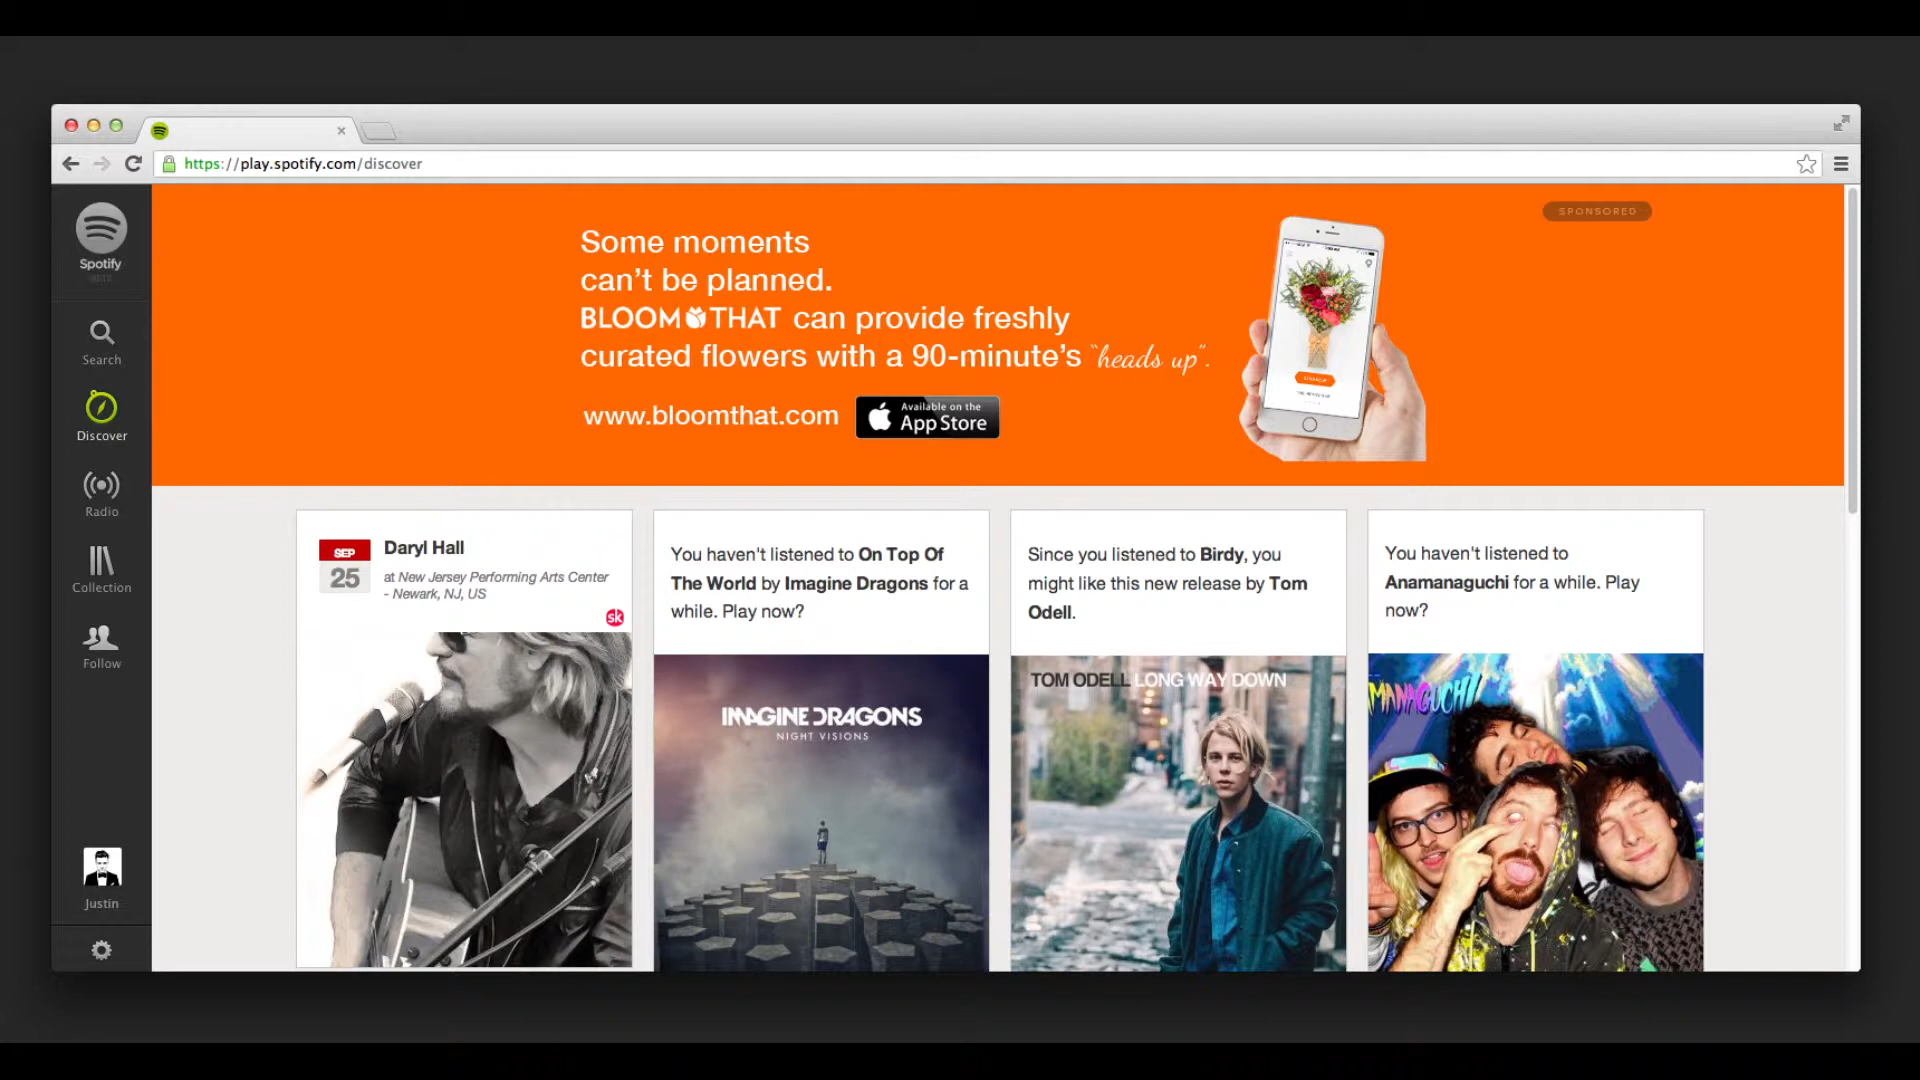 https://play.spotify.com/discover
Spotify
BETA
Search
Discover
Radio
Collection
Follow
Justin
SPONSORED
Some moments
can't be planned.
BLOOMTHAT can provide freshly
curated flowers with a 90-minute's "heads up".
www.bloomthat.com
Available on the
App Store
SEP
25
Daryl Hall
at New Jersey Performing Arts Center
- Newark, NJ, US
sk
You haven't listened to On Top Of
The World by Imagine Dragons for a
while. Play now?
IMAGINE DRAGONS
NIGHT VISIONS
Since you listened to Birdy, you
might like this new release by Tom
Odell.
TOM ODELL LONG WAY DOWN
You haven't listened to
Anamanaguchi for a while. Play
now?
MANAGUCHI